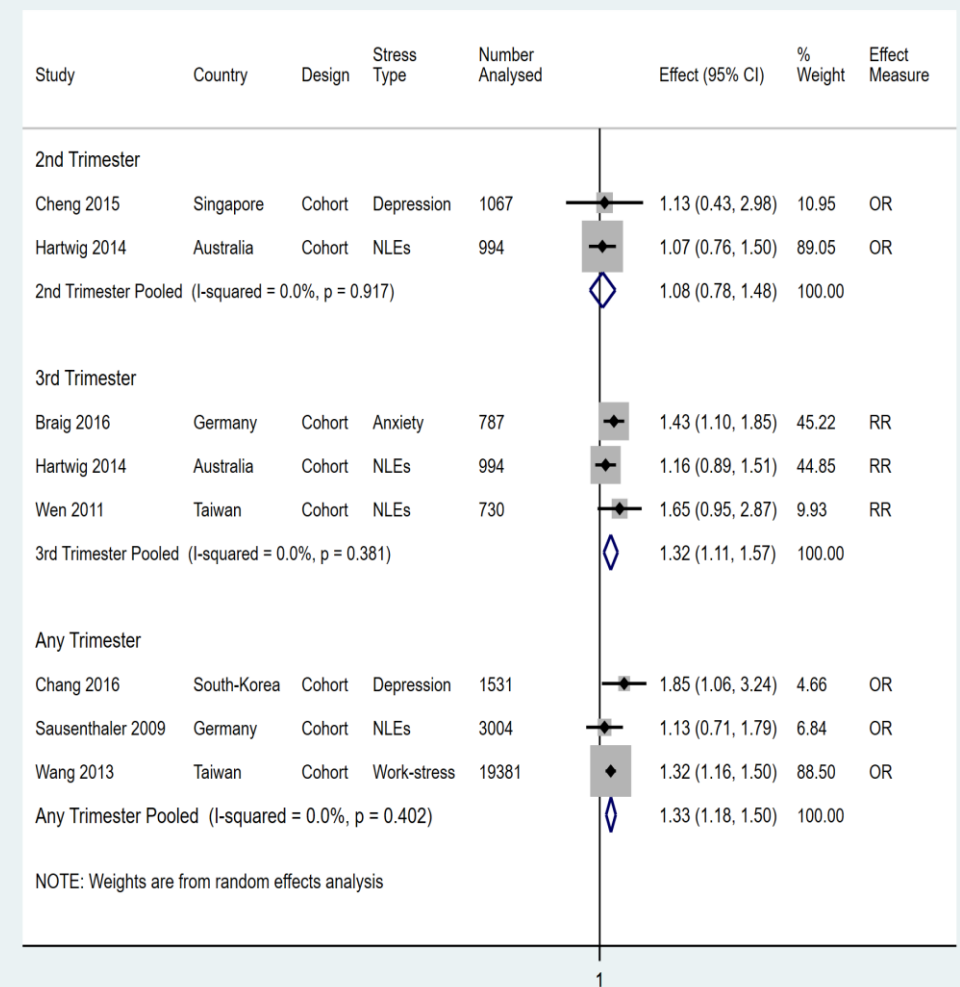 Study Country Design Stress Type Number Analysed Effect (95% CI) % Weight Effect Measure
2nd Trimester
Cheng 2015 Singapore Cohort Depression 1067 1.13 (0.43, 2.98) 10.95 OR
Hartwig 2014 Australia Cohort NLEs 994 1.07 (0.76, 1.50) 89.05 OR
2nd Trimester Pooled (I-squared = 0.0%, p = 0.917) 1.08 (0.78, 1.48) 100.00
3rd Trimester
Braig 2016 Germany Cohort Anxiety 787 1.43 (1.10, 1.85) 45.22 RR
Hartwig 2014 Australia Cohort NLEs 994 1.16 (0.89, 1.51) 44.85 RR
Wen 2011 Taiwan Cohort NLEs 730 1.65 (0.95, 2.87) 9.93 RR
3rd Trimester Pooled (I-squared = 0.0%, p = 0.381) 1.32 (1.11, 1.57) 100.00
Any Trimester
Chang 2016 South-Korea Cohort Depression 1531 1.85 (1.06, 3.24) 4.66 OR
Sausenthaler 2009 Germany Cohort NLEs 3004 1.13 (0.71, 1.79) 6.84 OR
Wang 2013 Taiwan Cohort Work-stress 19381 1.32 (1.16, 1.50) 88.50 OR
Any Trimester Pooled (I-squared = 0.0%, p = 0.402) 1.33 (1.18, 1.50) 100.00
NOTE: Weights are from random effects analysis
1